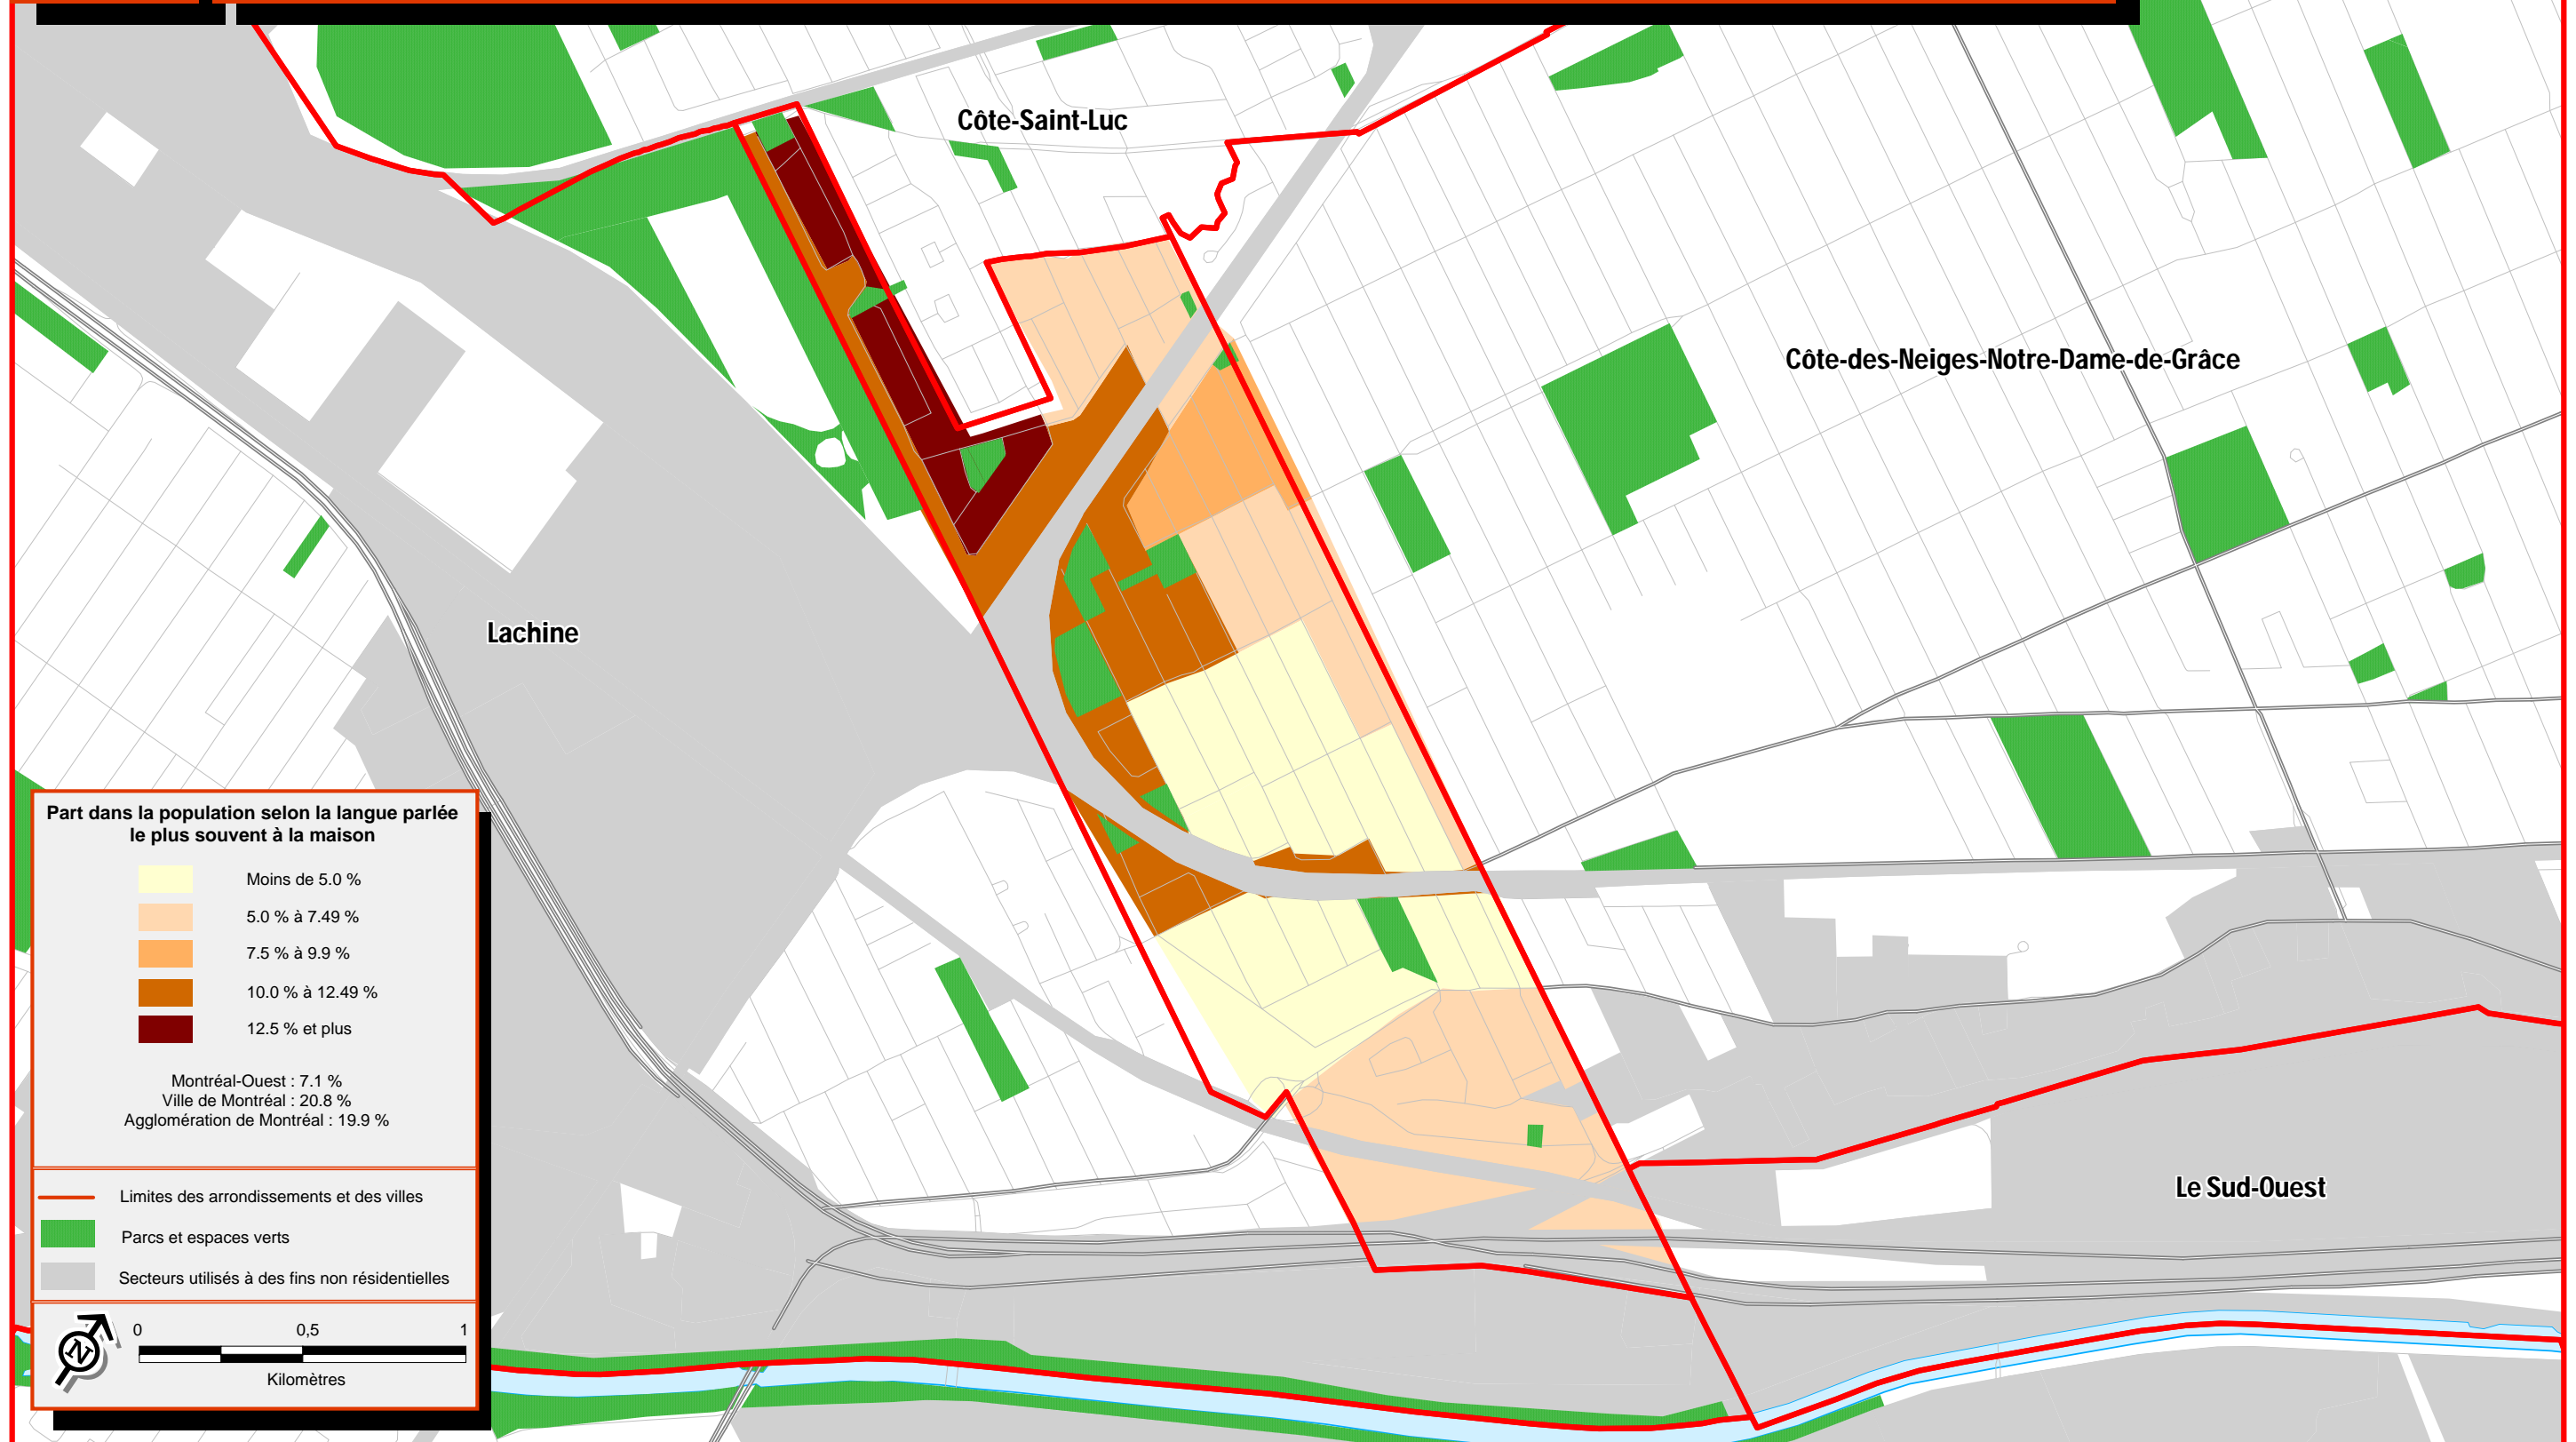 Côte-Saint-Luc
Côte-des-Neiges-Notre-Dame-de-Grâce
Lachine
Le Sud-Ouest
Part dans la population selon la langue parlée
le plus souvent à la maison
Moins de 5.0 %
5.0 % à 7.49 %
7.5 % à 9.9 %
10.0 % à 12.49 %
12.5 % et plus
Montréal-Ouest : 7.1 %
Ville de Montréal : 20.8 %
Agglomération de Montréal : 19.9 %
Limites des arrondissements et des villes
Parcs et espaces verts
Secteurs utilisés à des fins non résidentielles
N
0 0,5 1
Kilomètres